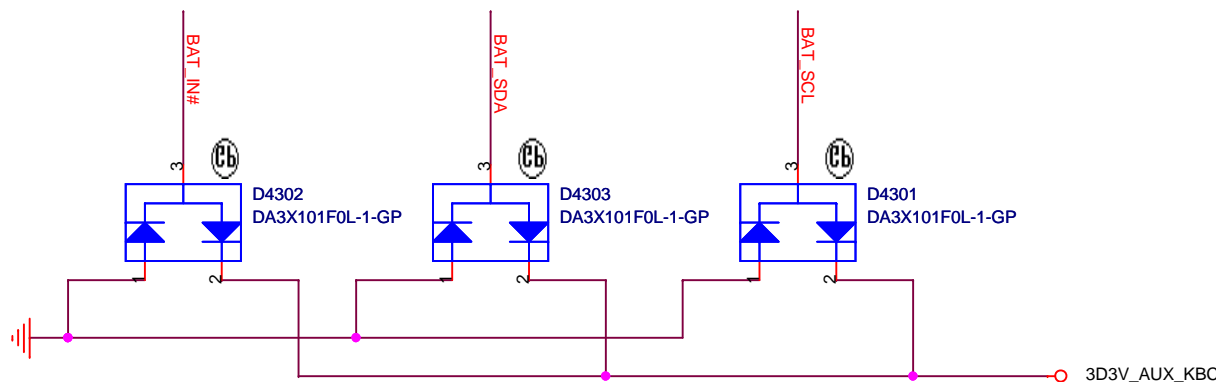 BAT_IN#
BAT_SDA
BAT_SCL
3
3
3
D4302
DA3X101F0L-1-GP
D4303
DA3X101F0L-1-GP
D4301
DA3X101F0L-1-GP
1
2
1
2
1
2
3D3V_AUX_KBC